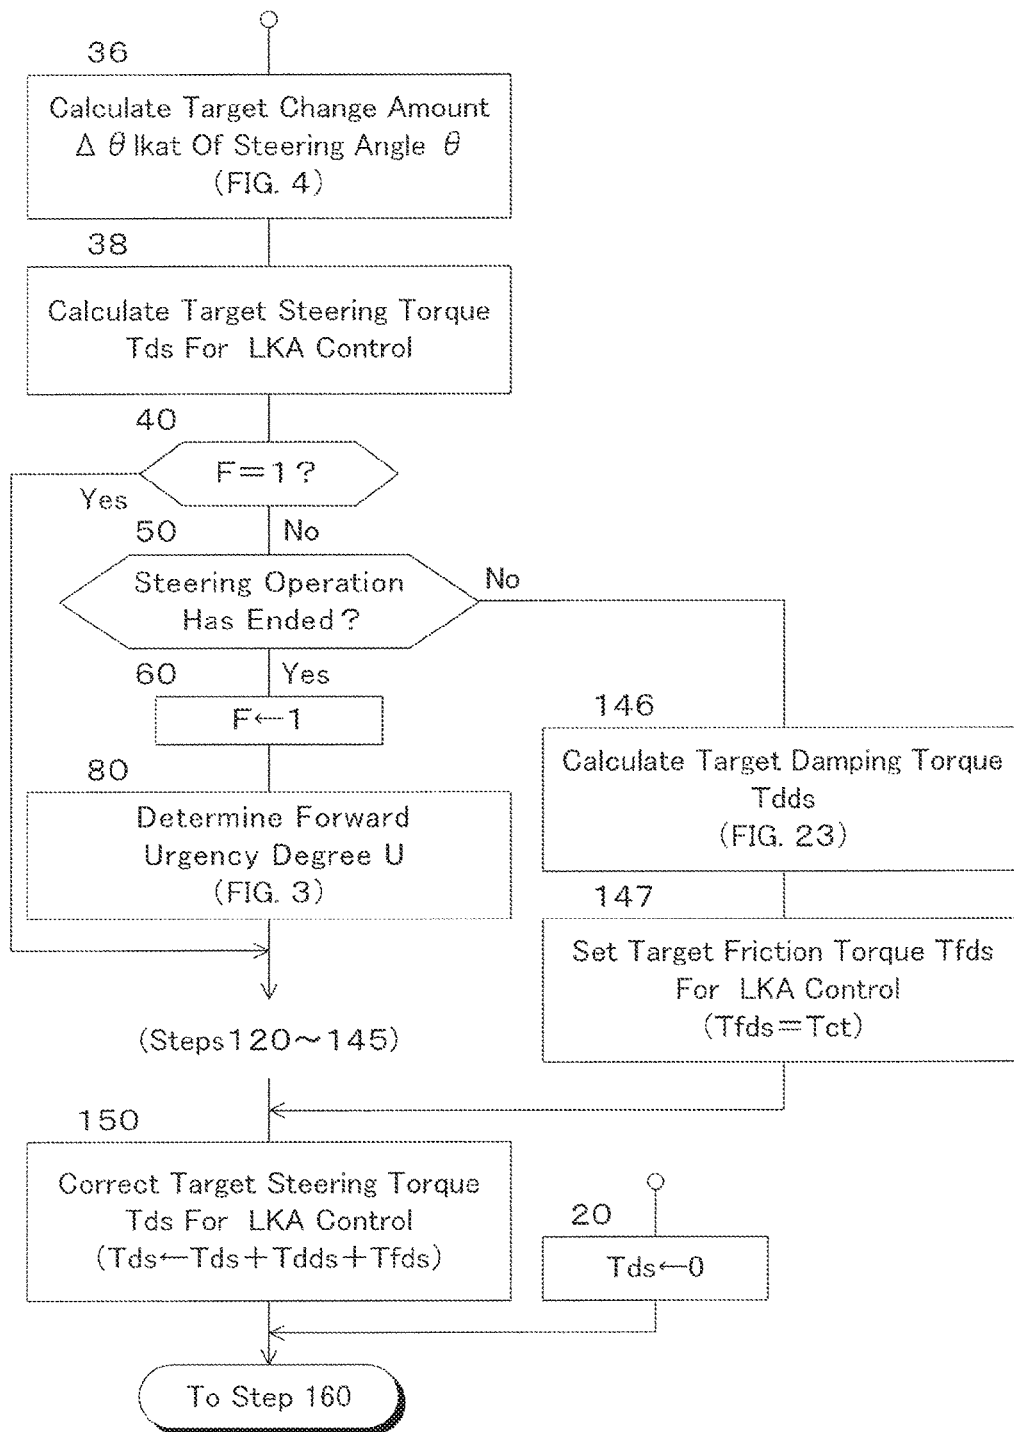 36
Calculate Target Change Amount
Δ θ lkat Of Steering Angle θ
(FIG. 4)
38
Calculate Target Steering Torque
Tds For LKA Control
40
F=1?
Yes
No
50
Steering Operation
Has Ended?
No
60
Yes
F←1
80
Determine Forward
Urgency Degree U
(FIG. 3)
146
Calculate Target Damping Torque
Tdds
(FIG. 23)
147
Set Target Friction Torque Tfds
For LKA Control
(Tfds=Tct)
(Steps120~145)
150
Correct Target Steering Torque
Tds For LKA Control
(Tds←Tds+Tdds+Tfds)
20
Tds←0
To Step 160